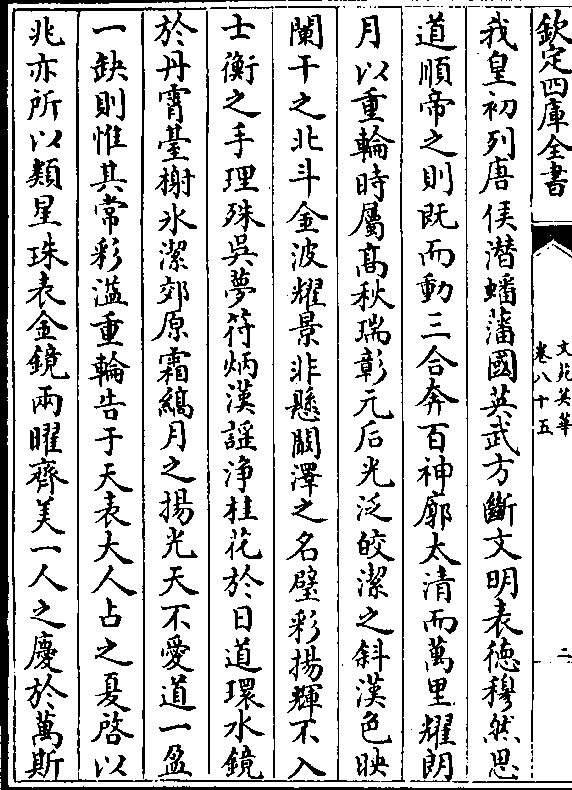 欽定四庫全書
文苑英華
卷八十五
二
我皇初列唐侯潛蟠藩國英武方斷文明表徳穆然思
道順帝之則既而動三合奔百神廓太清而萬里耀朗
月以重輪時屬髙秋瑞彰元后光泛皎潔之斜漢色映
闌干之北斗金波耀景非懸闞澤之名壁彩揚輝不入
士衡之手理殊吳夢符炳漢謡浄桂花於日道環水鏡
於丹霄臺榭氷潔郊原霜縞月之揚光天不愛道一盈
一缺則惟其常彩溢重輪告于天表大人占之夏啓以
兆亦所以類星珠表金鏡兩曜齊美一人之慶於萬斯